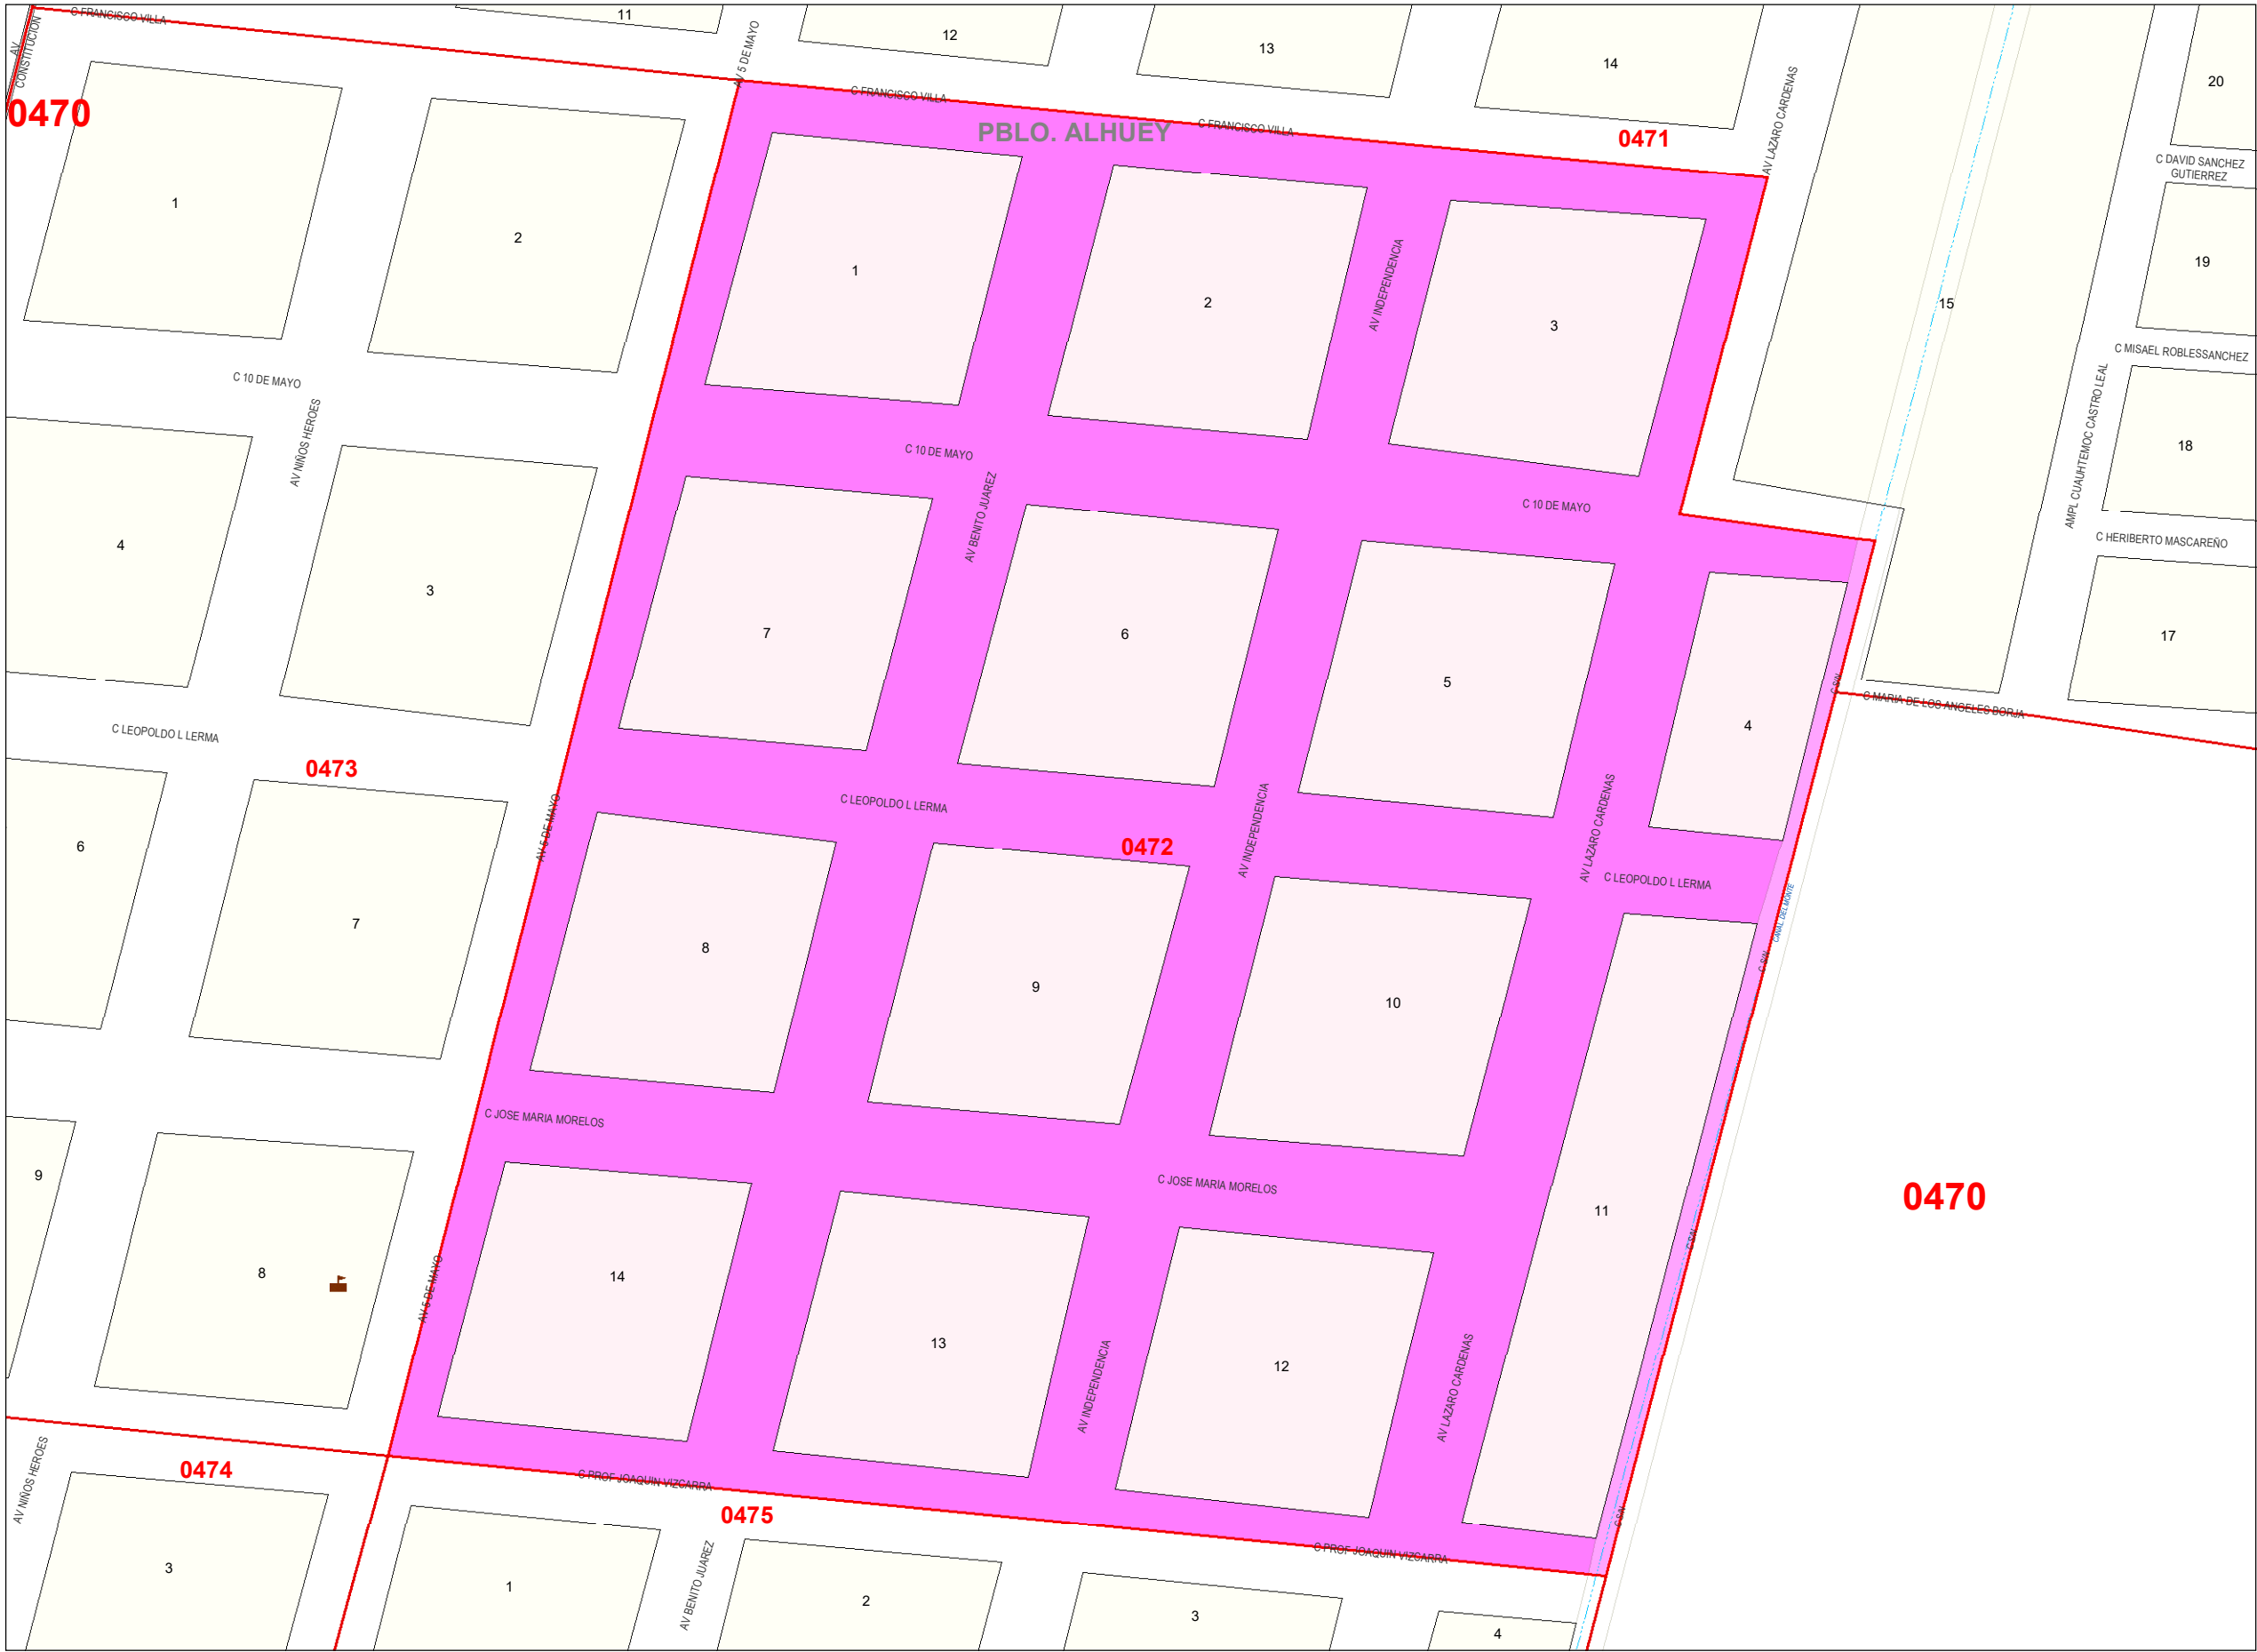 C FRANCISCO VILLA
11
12
13
14
20
AV
CONSTITUCION
AV 5 DE MAYO
0470
C FRANCISCO VILLA
C FRANCISCO VILLA
PBLO. ALHUEY
0471
AV LAZARO CARDENAS
C DAVID SANCHEZ
GUTIERREZ
1
2
1
2
AV INDEPENDENCIA
3
15
19
C MISAEL ROBLESSANCHEZ
C 10 DE MAYO
AV NIÑOS HEROES
C 10 DE MAYO
AV BENITO JUAREZ
C 10 DE MAYO
AMPL CUAUHTEMOC CASTRO LEAL
18
C HERIBERTO MASCAREÑO
4
3
7
6
5
4
17
C S/N
C MARIA DE LOS ANGELES BORJA
C LEOPOLDO L LERMA
0473
AV 5 DE MAYO
C LEOPOLDO L LERMA
0472
AV INDEPENDENCIA
AV LAZARO CARDENAS
C LEOPOLDO L LERMA
CANAL DEL MONTE
C S/N
6
7
8
9
10
C JOSE MARIA MORELOS
C JOSE MARIA MORELOS
9
8
AV 5 DE MAYO
14
13
AV INDEPENDENCIA
12
AV LAZARO CARDENAS
11
C S/N
0470
AV NIÑOS HEROES
0474
C PROF JOAQUIN VIZCARRA
0475
C PROF JOAQUIN VIZCARRA
C S/N
3
1
AV BENITO JUAREZ
2
3
4